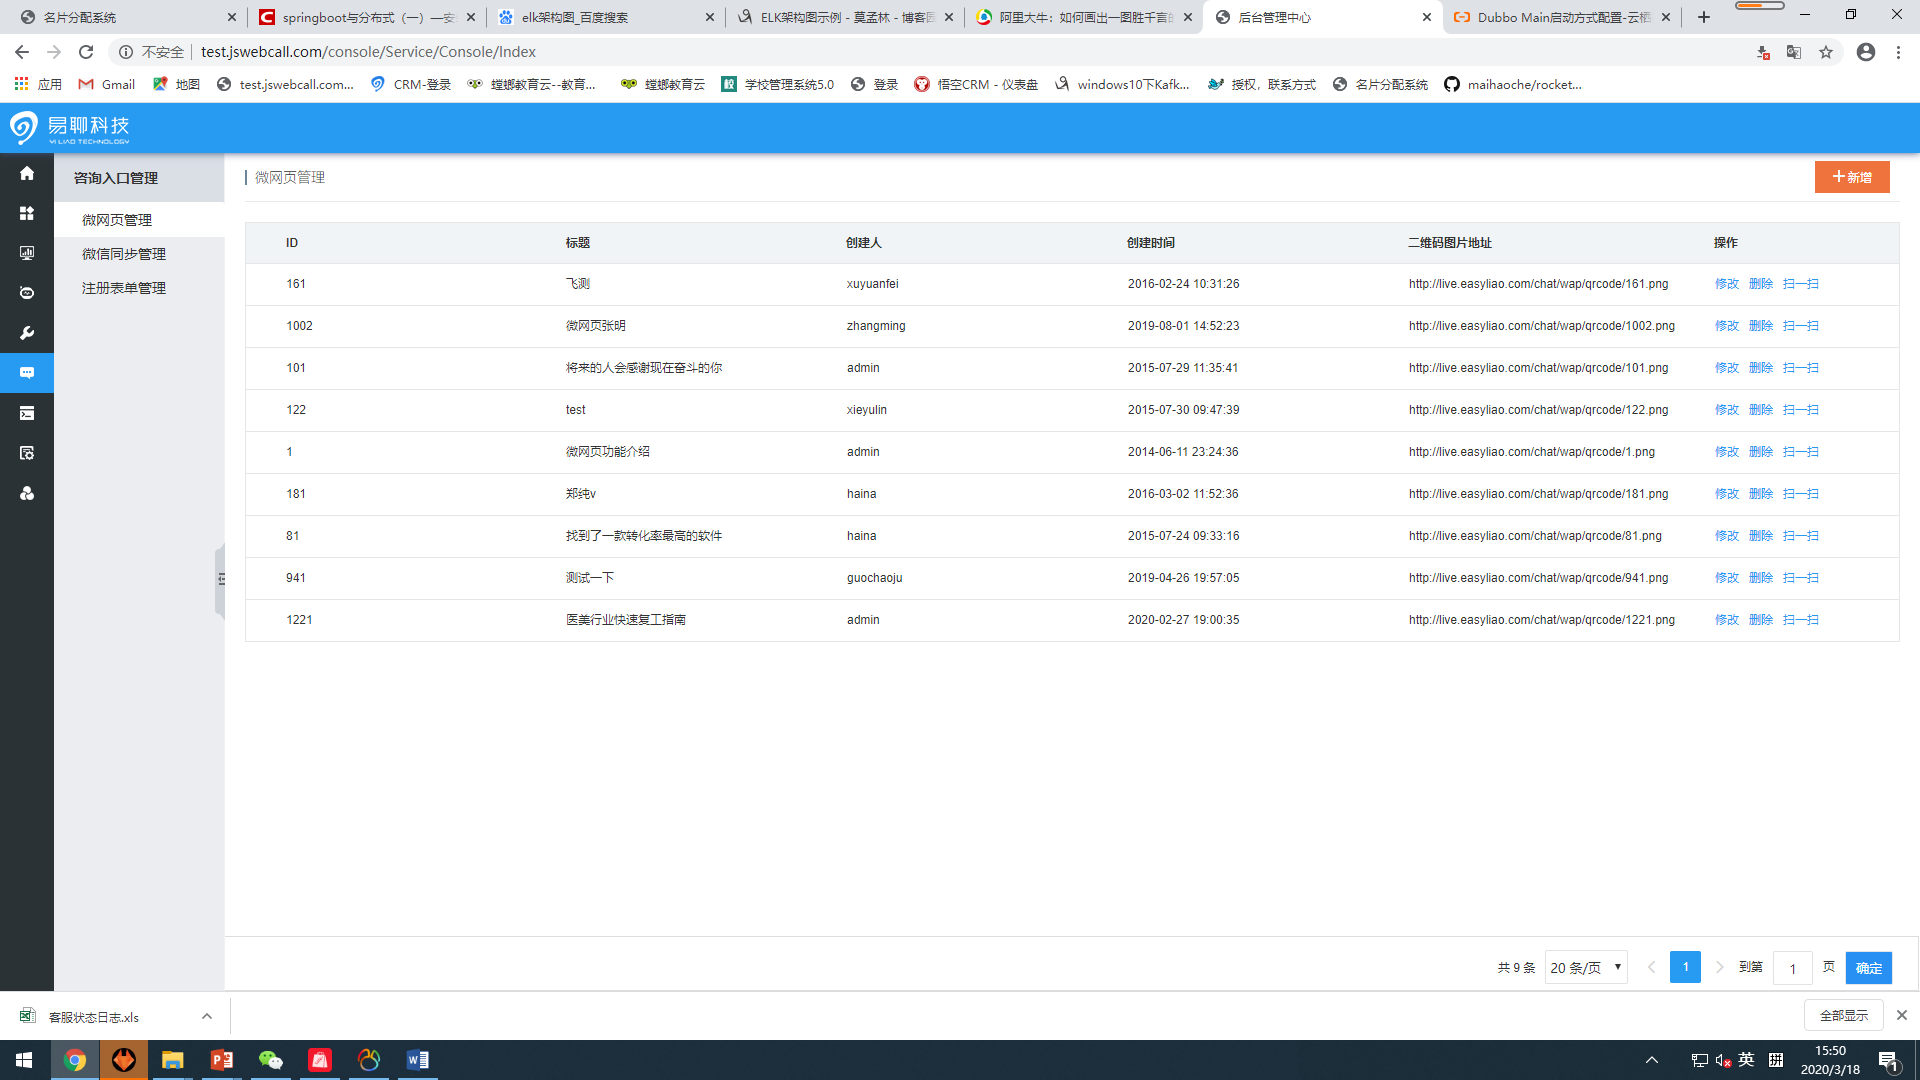 名片分配系统
springboot与分布式（一）—安
elk架构图_百度搜索
ELK架构图示例 - 莫孟林 - 博客园
阿里大牛：如何画出一图胜千言的
后台管理中心
Dubbo Main启动方式配置-云栖
不安全
test.jswebcall.com/console/Service/Console/Index
应用
Gmail
地图
test.jswebcall.com...
CRM-登录
螳螂教育云--教育...
螳螂教育云
学校管理系统5.0
登录
悟空CRM - 仪表盘
windows10下Kafk...
授权，联系方式
名片分配系统
maihaoche/rocket...
易聊科技
YI LIAO TECHNOLOGY
咨询入口管理
微网页管理
微信同步管理
注册表单管理
微网页管理
新增
ID 标题 创建人 创建时间 二维码图片地址 操作
161 飞测 xuyuanfei 2016-02-24 10:31:26 http://live.easyliao.com/chat/wap/qrcode/161.png 修改 删除 扫一扫
1002 微网页张明 zhangming 2019-08-01 14:52:23 http://live.easyliao.com/chat/wap/qrcode/1002.png 修改 删除 扫一扫
101 将来的人会感谢现在奋斗的你 admin 2015-07-29 11:35:41 http://live.easyliao.com/chat/wap/qrcode/101.png 修改 删除 扫一扫
122 test xieyulin 2015-07-30 09:47:39 http://live.easyliao.com/chat/wap/qrcode/122.png 修改 删除 扫一扫
1 微网页功能介绍 admin 2014-06-11 23:24:36 http://live.easyliao.com/chat/wap/qrcode/1.png 修改 删除 扫一扫
181 郑纯v haina 2016-03-02 11:52:36 http://live.easyliao.com/chat/wap/qrcode/181.png 修改 删除 扫一扫
81 找到了一款转化率最高的软件 haina 2015-07-24 09:33:16 http://live.easyliao.com/chat/wap/qrcode/81.png 修改 删除 扫一扫
941 测试一下 guochaoju 2019-04-26 19:57:05 http://live.easyliao.com/chat/wap/qrcode/941.png 修改 删除 扫一扫
1221 医美行业快速复工指南 admin 2020-02-27 19:00:35 http://live.easyliao.com/chat/wap/qrcode/1221.png 修改 删除 扫一扫
共 9 条 20 条/页 1 到第 1 页 确定
客服状态日志.xls
全部显示
英
拼
15:50
2020/3/18
1